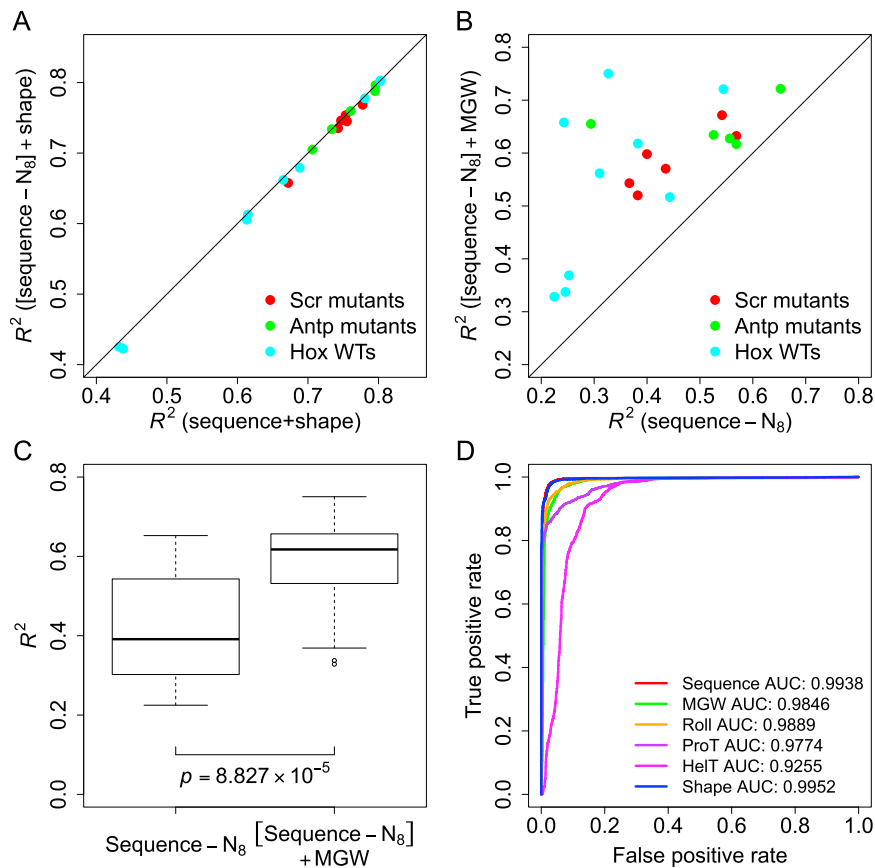 A
R² ([sequence – N₈] + shape)
0.8
0.7
0.6
0.5
0.4
Scr mutants
Antp mutants
Hox WTs
0.4 0.5 0.6 0.7 0.8
R² (sequence+shape)
B
R² ([sequence – N₈] + MGW)
0.8
0.7
0.6
0.5
0.4
0.3
0.2
Scr mutants
Antp mutants
Hox WTs
0.2 0.3 0.4 0.5 0.6 0.7 0.8
R² (sequence – N₈)
C
R²
0.8
0.6
0.4
0.2
0.0
p = 8.827 × 10⁻⁵
Sequence – N₈
[Sequence – N₈]
+ MGW
D
True positive rate
1.0
0.8
0.6
0.4
0.2
0.0
Sequence AUC: 0.9938
MGW AUC: 0.9846
Roll AUC: 0.9889
ProT AUC: 0.9774
HelT AUC: 0.9255
Shape AUC: 0.9952
0.0 0.2 0.4 0.6 0.8 1.0
False positive rate